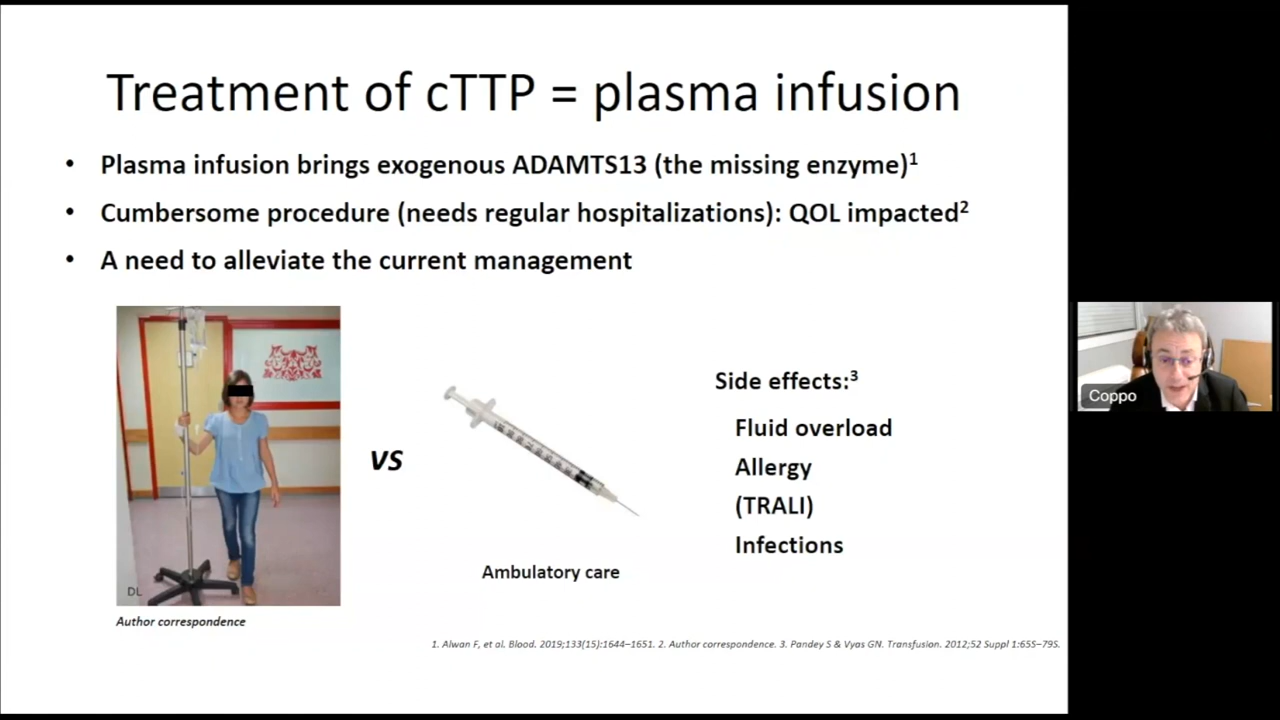 Treatment of cTTP = plasma infusion
• Plasma infusion brings exogenous ADAMTS13 (the missing enzyme)¹
• Cumbersome procedure (needs regular hospitalizations): QOL impacted²
• A need to alleviate the current management
DL
Author correspondence
vs
Ambulatory care
Side effects:³
Fluid overload
Allergy
(TRALI)
Infections
1. Alwan F, et al. Blood. 2019;133(15):1644–1651. 2. Author correspondence. 3. Pandey S & Vyas GN. Transfusion. 2012;52 Suppl 1:65S–79S.
Coppo